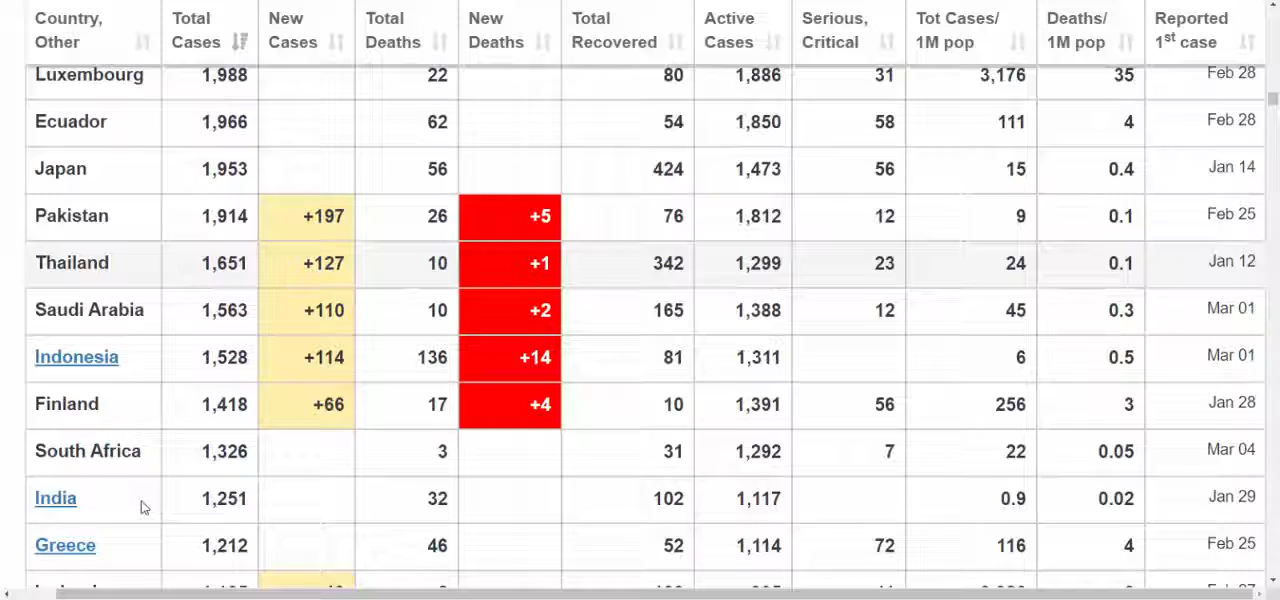 Country, Other Total Cases New Cases Total Deaths New Deaths Total Recovered Active Cases Serious, Critical Tot Cases/ 1M pop Deaths/ 1M pop Reported 1st case
Luxembourg 1,988 22 80 1,886 31 3,176 35 Feb 28
Ecuador 1,966 62 54 1,850 58 111 4 Feb 28
Japan 1,953 56 424 1,473 56 15 0.4 Jan 14
Pakistan 1,914 +197 26 +5 76 1,812 12 9 0.1 Feb 25
Thailand 1,651 +127 10 +1 342 1,299 23 24 0.1 Jan 12
Saudi Arabia 1,563 +110 10 +2 165 1,388 12 45 0.3 Mar 01
Indonesia 1,528 +114 136 +14 81 1,311 6 0.5 Mar 01
Finland 1,418 +66 17 +4 10 1,391 56 256 3 Jan 28
South Africa 1,326 3 31 1,292 7 22 0.05 Mar 04
India 1,251 32 102 1,117 0.9 0.02 Jan 29
Greece 1,212 46 52 1,114 72 116 4 Feb 25